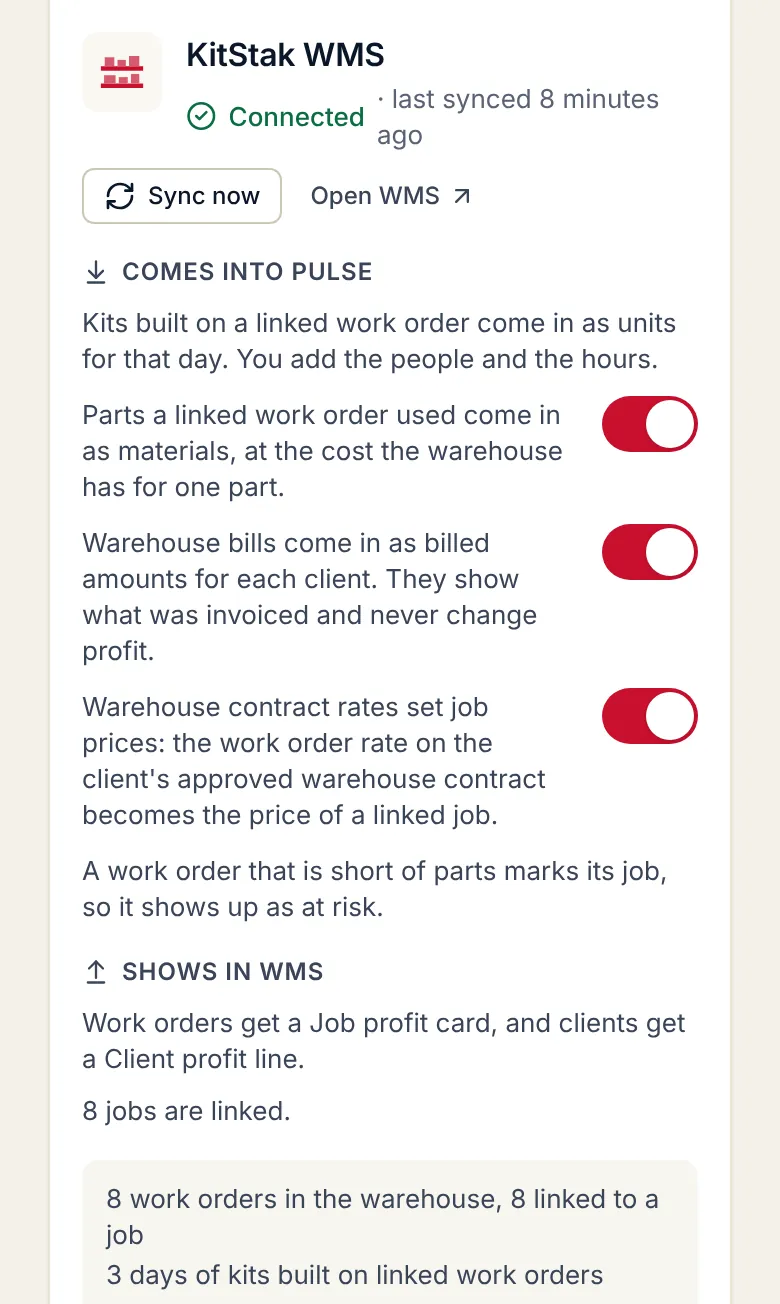 KitStak WMS
Connected
· last synced 8 minutes
ago
Sync now
Open WMS
COMES INTO PULSE
Kits built on a linked work order come in as units
for that day. You add the people and the hours.
Parts a linked work order used come in
as materials, at the cost the warehouse
has for one part.
Warehouse bills come in as billed
amounts for each client. They show
what was invoiced and never change
profit.
Warehouse contract rates set job
prices: the work order rate on the
client's approved warehouse contract
becomes the price of a linked job.
A work order that is short of parts marks its job,
so it shows up as at risk.
SHOWS IN WMS
Work orders get a Job profit card, and clients get
a Client profit line.
8 jobs are linked.
8 work orders in the warehouse, 8 linked to a
job
3 days of kits built on linked work orders